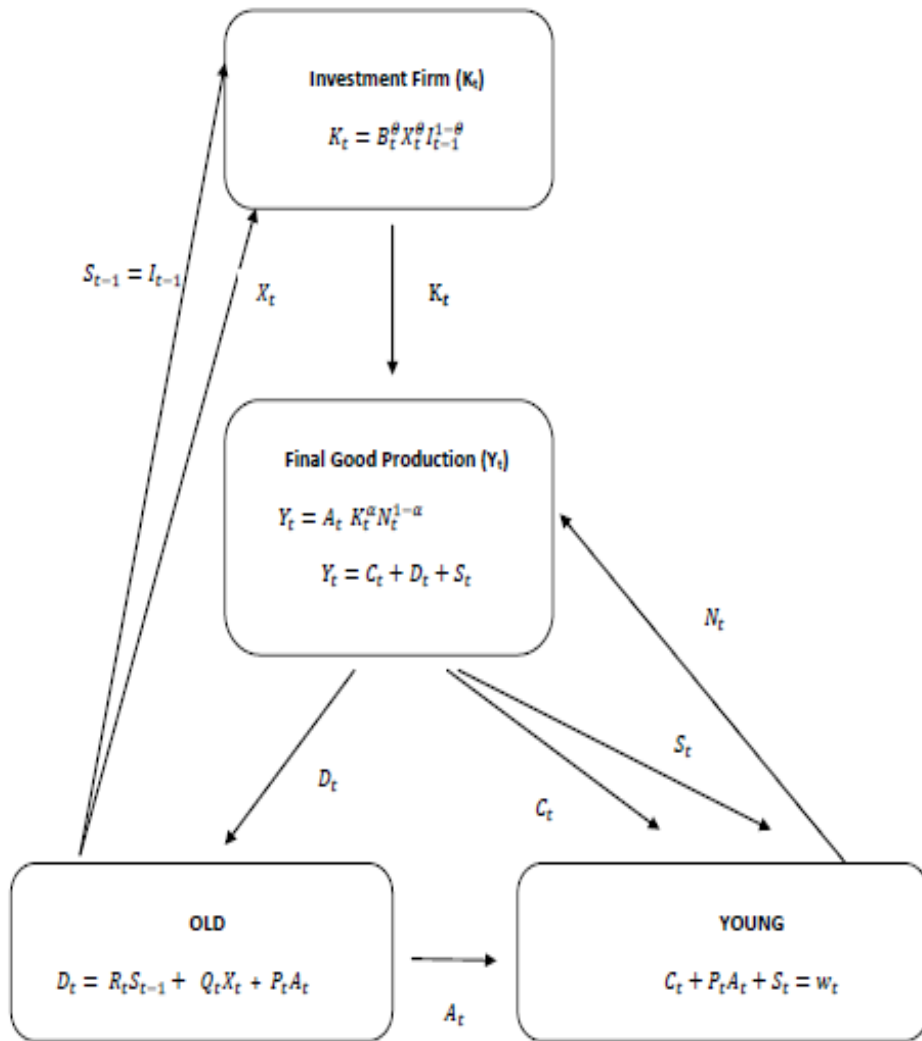 Investment Firm (Kₜ)
Kₜ = Bₜ^θ Xₜ^θ Iₜ₋₁^{1−θ}
Sₜ₋₁ = Iₜ₋₁
Xₜ
Kₜ
Final Good Production (Yₜ)
Yₜ = Aₜ Kₜ^α Nₜ^{1−α}
Yₜ = Cₜ + Dₜ + Sₜ
Nₜ
Sₜ
Dₜ
Cₜ
OLD
Dₜ = RₜSₜ₋₁ + QₜXₜ + PₜAₜ
Aₜ
YOUNG
Cₜ + PₜAₜ + Sₜ = wₜ